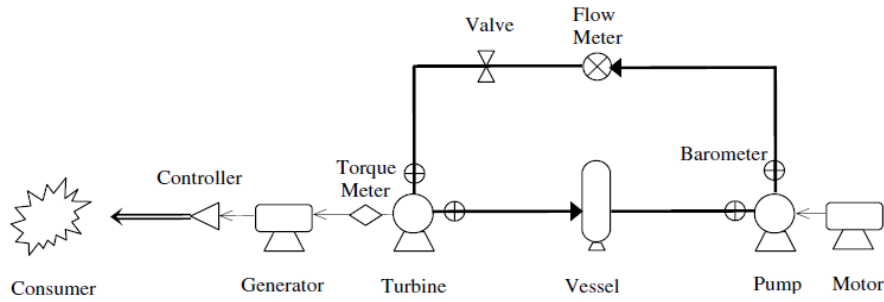 Valve
Flow
Meter
Controller
Torque
Meter
Barometer
Consumer
Generator
Turbine
Vessel
Pump
Motor